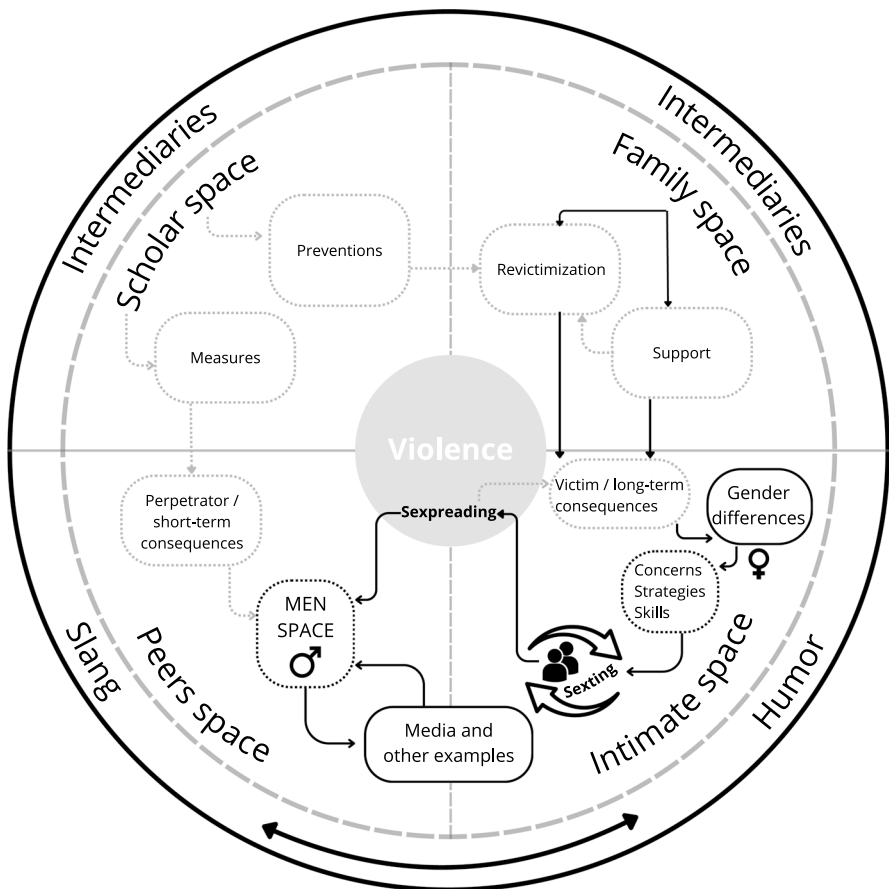 Intermediaries
Intermediaries
Scholar space
Family space
Preventions
Revictimization
Measures
Support
Violence
Perpetrator /
short-term
consequences
Sexpreading
Victim / long-term
consequences
Gender
differences
Concerns
Strategies
Skills
MEN
SPACE
Sexting
Media and
other examples
Slang
Peers space
Intimate space
Humor